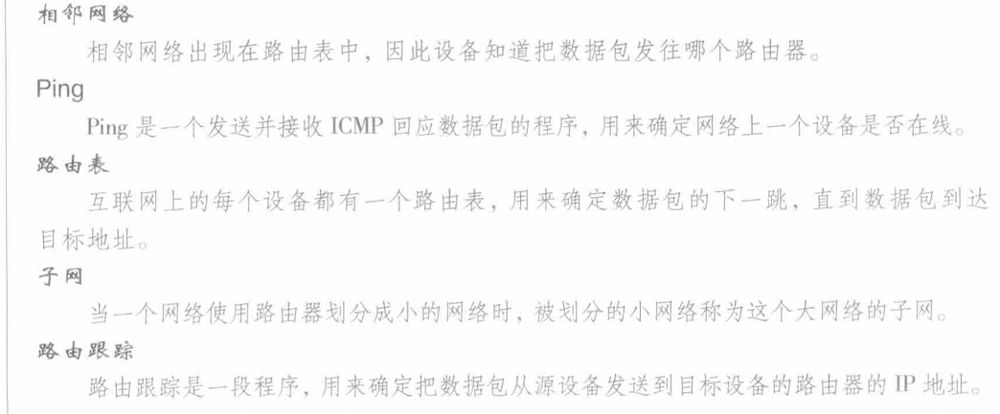 相邻网络
相邻网络出现在路由表中，因此设备知道把数据包发往哪个路由器。
Ping
Ping 是一个发送并接收 ICMP 回应数据包的程序，用来确定网络上一个设备是否在线。
路由表
互联网上的每个设备都有一个路由表，用来确定数据包的下一跳，直到数据包到达
目标地址。
子网
当一个网络使用路由器划分成小的网络时，被划分的小网络称为这个大网络的子网。
路由跟踪
路由跟踪是一段程序，用来确定把数据包从源设备发送到目标设备的路由器的 IP 地址。